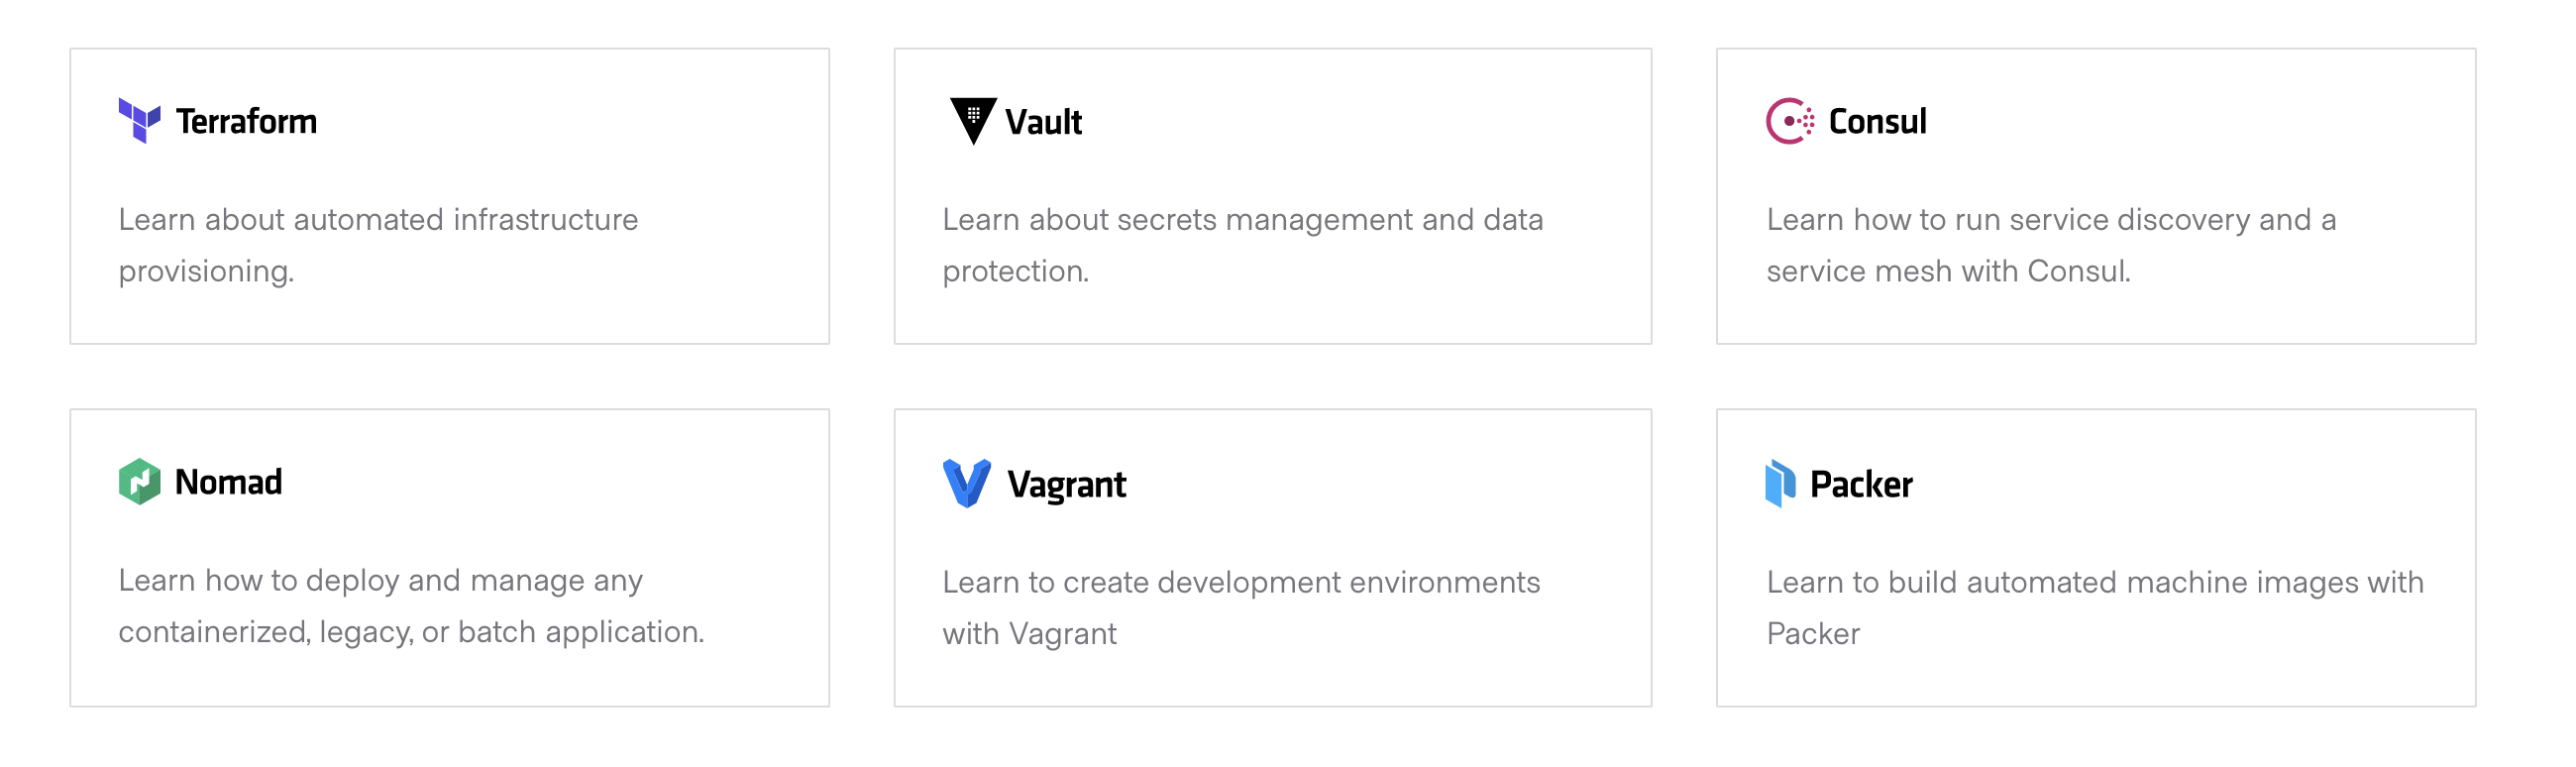 Terraform
Learn about automated infrastructure
provisioning.
Vault
Learn about secrets management and data
protection.
Consul
Learn how to run service discovery and a
service mesh with Consul.
Nomad
Learn how to deploy and manage any
containerized, legacy, or batch application.
Vagrant
Learn to create development environments
with Vagrant
Packer
Learn to build automated machine images with
Packer